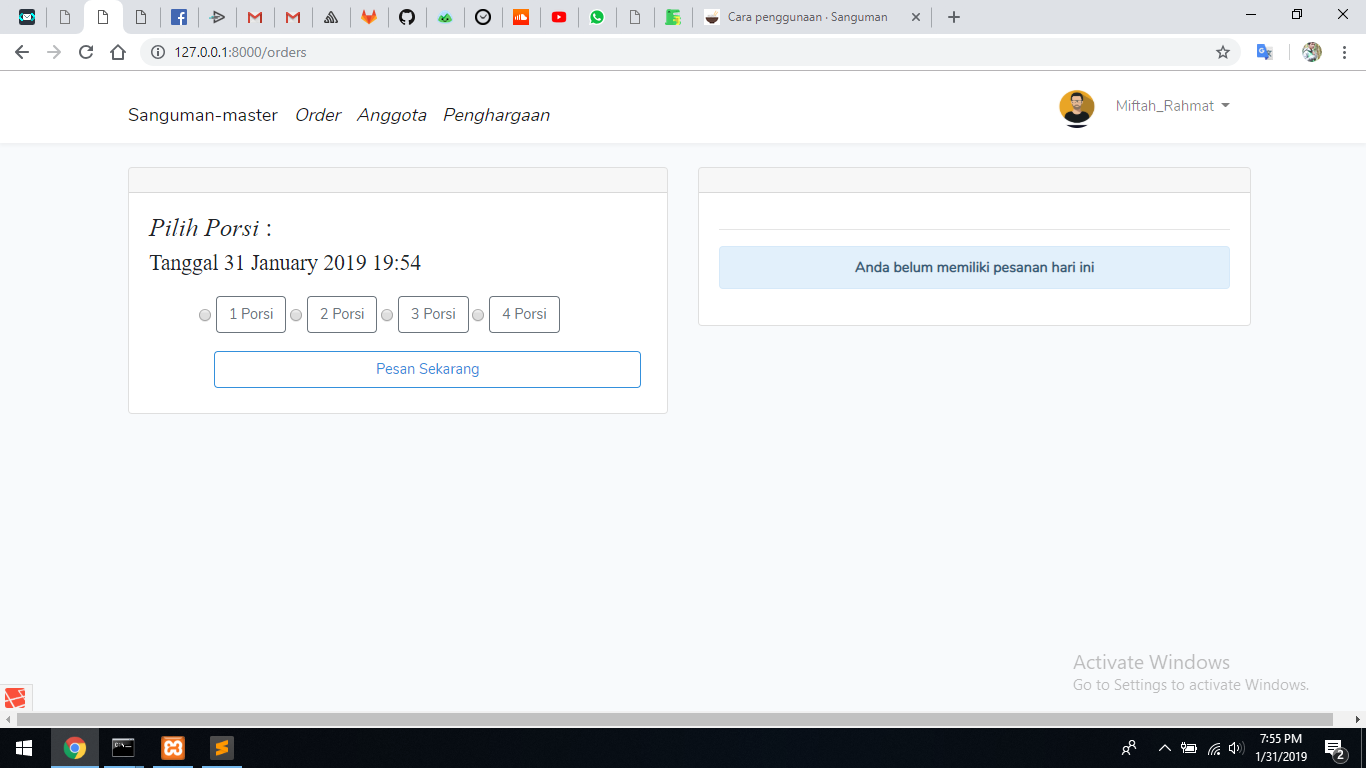 Cara penggunaan · Sanguman
127.0.0.1:8000/orders
Sanguman-master Order Anggota Penghargaan Miftah_Rahmat
Pilih Porsi :
Tanggal 31 January 2019 19:54
1 Porsi 2 Porsi 3 Porsi 4 Porsi
Pesan Sekarang
Anda belum memiliki pesanan hari ini
Activate Windows
Go to Settings to activate Windows.
7:55 PM
1/31/2019
2